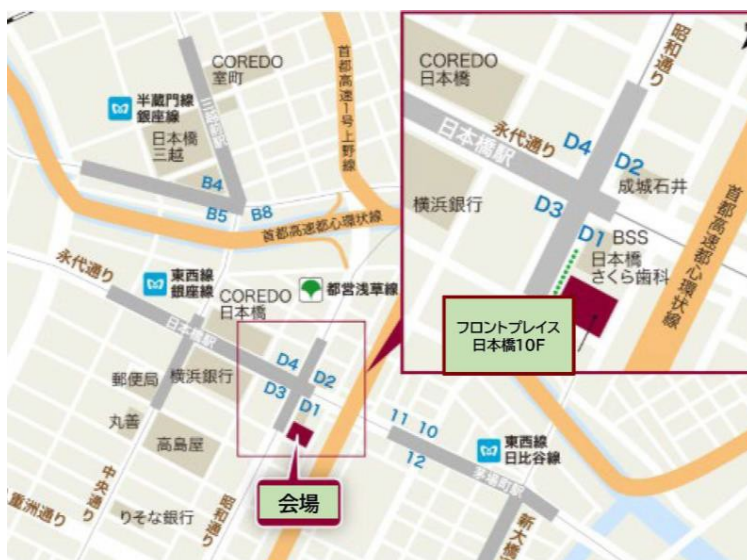 COREDO
室町
半蔵門線
銀座線
日本橋
三越
首都高速1号上野線
B4
B5
B8
首都高速都心環状線
永代通り
東西線
銀座線
COREDO
日本橋
都営浅草線
日本橋駅
D4
D2
郵便局
横浜銀行
D3
D1
丸善
高島屋
11
10
12
東西線
日比谷線
茅場町駅
会場
中央通り
昭和通り
重洲通り
りそな銀行
新大橋
昭和通り
COREDO
日本橋
永代通り
日本橋駅
D4
D2
成城石井
横浜銀行
D3
D1
BSS
日本橋
さくら歯科
首都高速都心環状線
フロントプレイス
日本橋10F